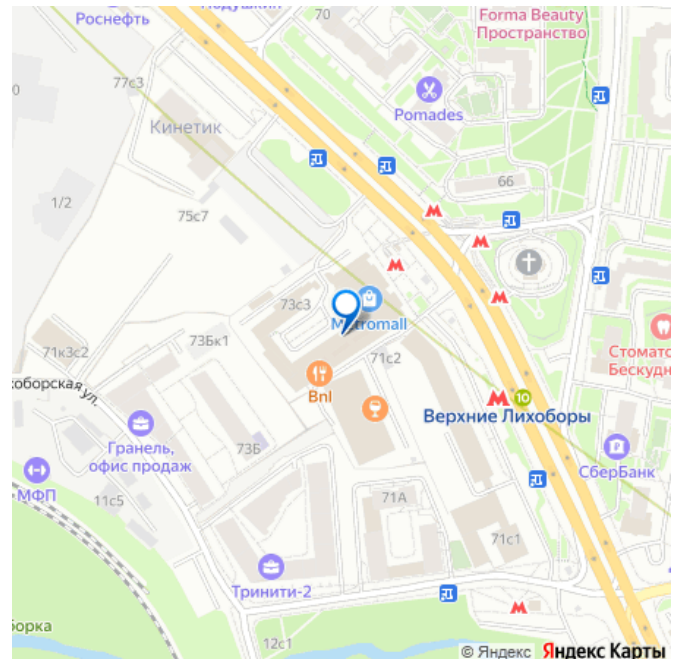 Роснефть
70
Forma Beauty
Пространство
77с3
Pomades
Кинетик
1/2
66
75с7
73с3
Metromall
73Бк1
71с2
71к3с2
Стомато
Бескудн
Bnl
10
Верхние Лихоборы
Гранель,
офис продаж
73Б
СберБанк
МФП
11с5
71А
71с1
Тринити-2
12с1
© Яндекс Яндекс Карты